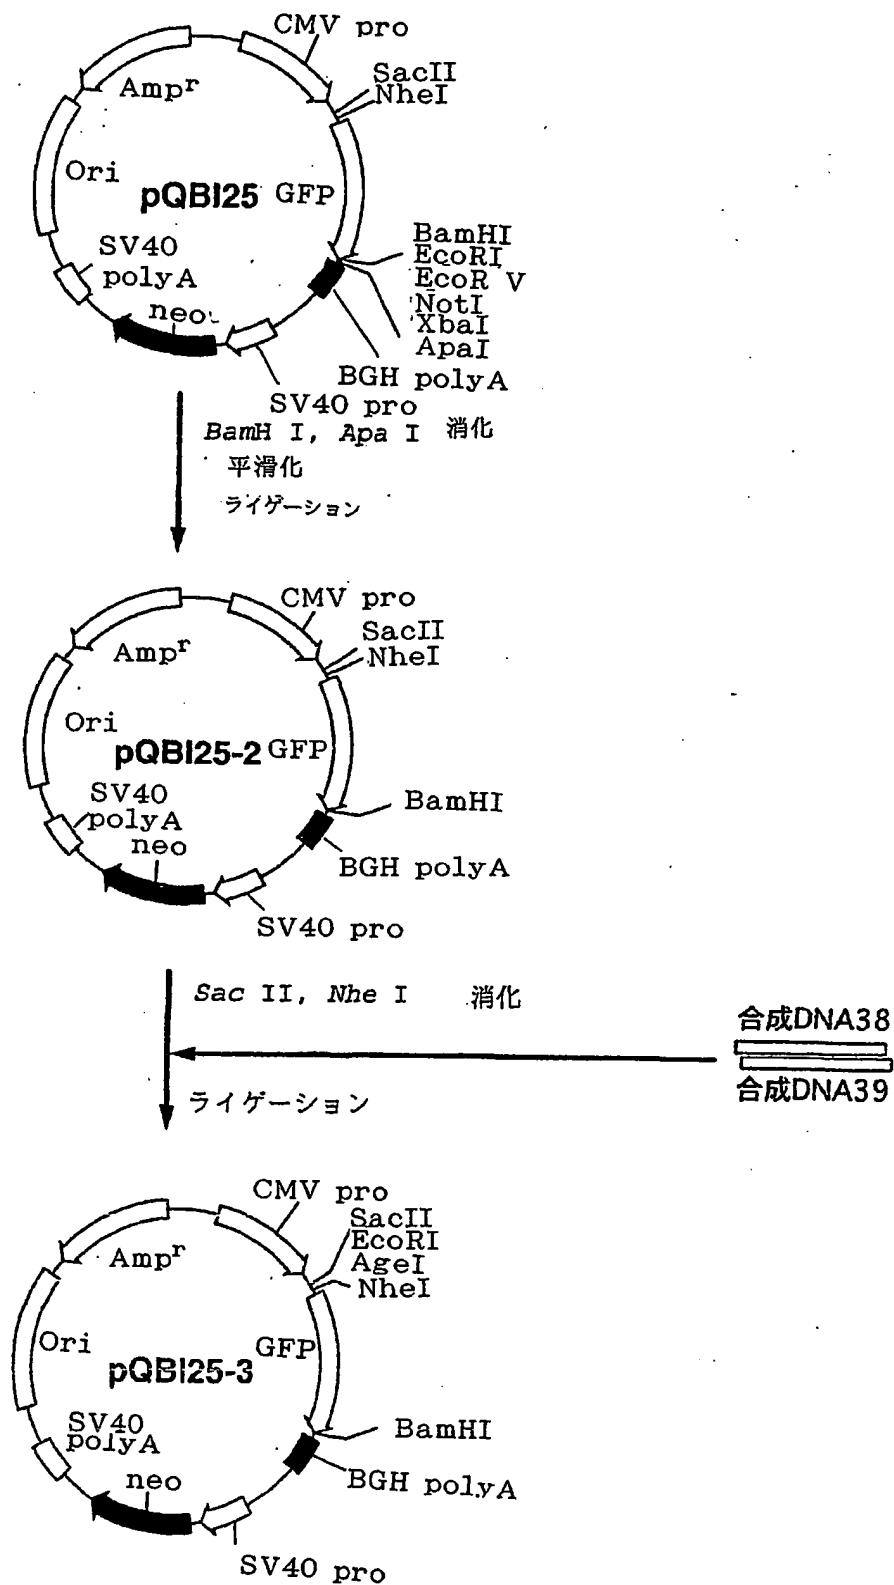 CMV pro
SacII
NheI
Amp^r
Ori
pQBI25
GFP
BamHI
EcoRI
EcoR V
NotI
XbaI
ApaI
SV40
polyA
neo
BGH polyA
SV40 pro
BamH I, Apa I 消化
平滑化
ライゲーション
CMV pro
SacII
NheI
Amp^r
Ori
pQBI25-2
GFP
BamHI
SV40
polyA
neo
BGH polyA
SV40 pro
Sac II, Nhe I 消化
合成DNA38
合成DNA39
ライゲーション
CMV pro
SacII
EcoRI
AgeI
NheI
Amp^r
Ori
GFP
pQBI25-3
BamHI
SV40
polyA
neo
BGH polyA
SV40 pro